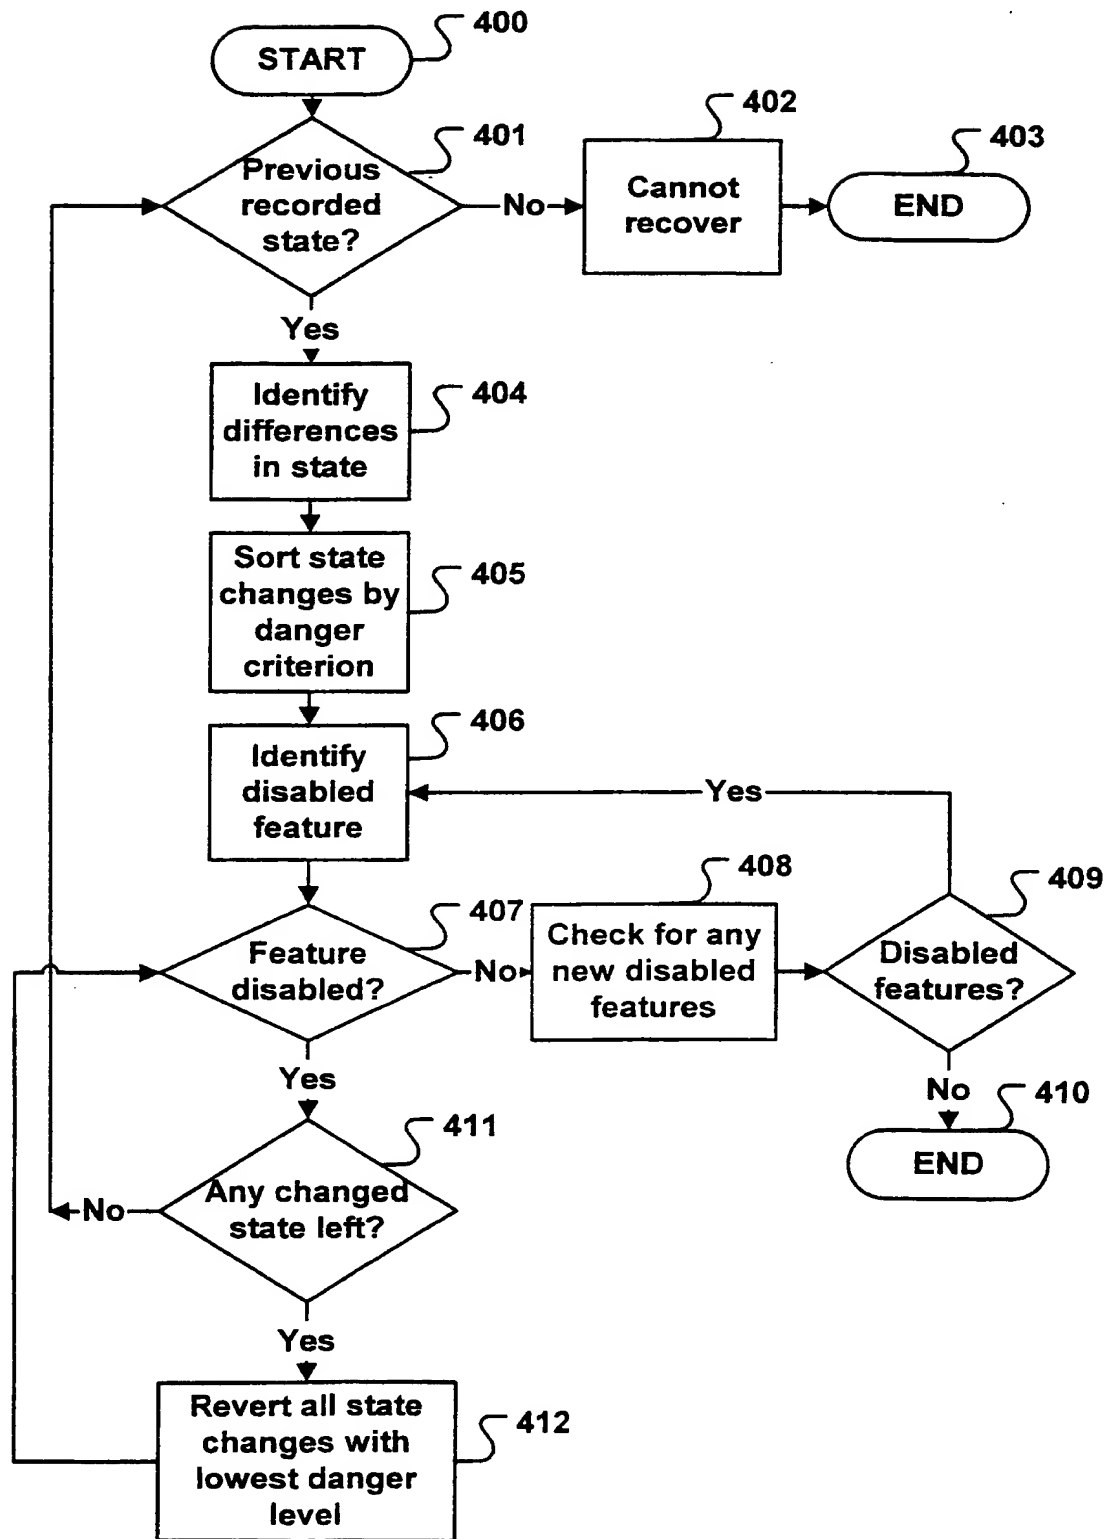 400
START
401
Previous
recorded
state?
No
402
Cannot
recover
403
END
Yes
404
Identify
differences
in state
405
Sort state
changes by
danger
criterion
406
Identify
disabled
feature
Yes
407
Feature
disabled?
No
408
Check for any
new disabled
features
409
Disabled
features?
No
410
END
Yes
411
Any changed
state left?
No
Yes
412
Revert all state
changes with
lowest danger
level